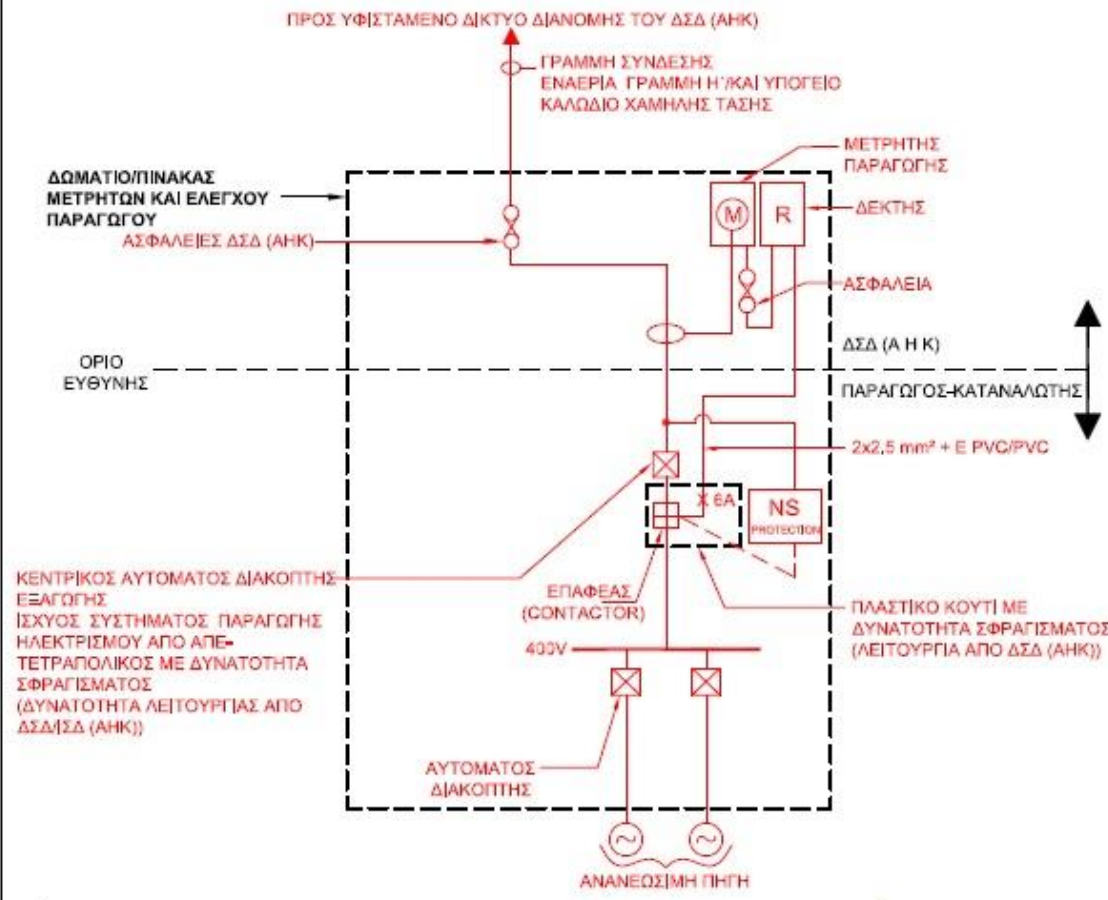 ΠΡΟΣ ΥΦΙΣΤΑΜΕΝΟ ΔΙΚΤΥΟ ΔΙΑΝΟΜΗΣ ΤΟΥ ΔΣΔ (ΑΗΚ)
ΓΡΑΜΜΗ ΣΥΝΔΕΣΗΣ
ΕΝΑΕΡΙΑ ΓΡΑΜΜΗ Η΄/ΚΑΙ ΥΠΟΓΕΙΟ
ΚΑΛΩΔΙΟ ΧΑΜΗΛΗΣ ΤΑΣΗΣ
ΔΩΜΑΤΙΟ/ΠΙΝΑΚΑΣ
ΜΕΤΡΗΤΩΝ ΚΑΙ ΕΛΕΓΧΟΥ
ΠΑΡΑΓΩΓΟΥ
ΑΣΦΑΛΕΙΕΣ ΔΣΔ (ΑΗΚ)
ΜΕΤΡΗΤΗΣ
ΠΑΡΑΓΩΓΗΣ
M
R
ΔΕΚΤΗΣ
ΑΣΦΑΛΕΙΑ
ΟΡΙΟ
ΕΥΘΥΝΗΣ
ΔΣΔ (Α Η Κ)
ΠΑΡΑΓΩΓΟΣ-ΚΑΤΑΝΑΛΩΤΗΣ
2x2,5 mm² + E PVC/PVC
X 6A
NS
PROTECTION
ΚΕΝΤΡΙΚΟΣ ΑΥΤΟΜΑΤΟΣ ΔΙΑΚΟΠΤΗΣ
ΕΞΑΓΩΓΗΣ
ΙΣΧΥΟΣ ΣΥΣΤΗΜΑΤΟΣ ΠΑΡΑΓΩΓΗΣ
ΗΛΕΚΤΡΙΣΜΟΥ ΑΠΟ ΑΠΕ-
ΤΕΤΡΑΠΟΛΙΚΟΣ ΜΕ ΔΥΝΑΤΟΤΗΤΑ
ΣΦΡΑΓΙΣΜΑΤΟΣ
(ΔΥΝΑΤΟΤΗΤΑ ΛΕΙΤΟΥΡΓΙΑΣ ΑΠΟ
ΔΣΔ/ΙΣΔ (ΑΗΚ))
ΕΠΑΦΕΑΣ
(CONTACTOR)
ΠΛΑΣΤΙΚΟ ΚΟΥΤΙ ΜΕ
ΔΥΝΑΤΟΤΗΤΑ ΣΦΡΑΓΙΣΜΑΤΟΣ
(ΛΕΙΤΟΥΡΓΙΑ ΑΠΟ ΔΣΔ (ΑΗΚ))
400V
ΑΥΤΟΜΑΤΟΣ
ΔΙΑΚΟΠΤΗΣ
ΑΝΑΝΕΩΣΙΜΗ ΠΗΓΗ